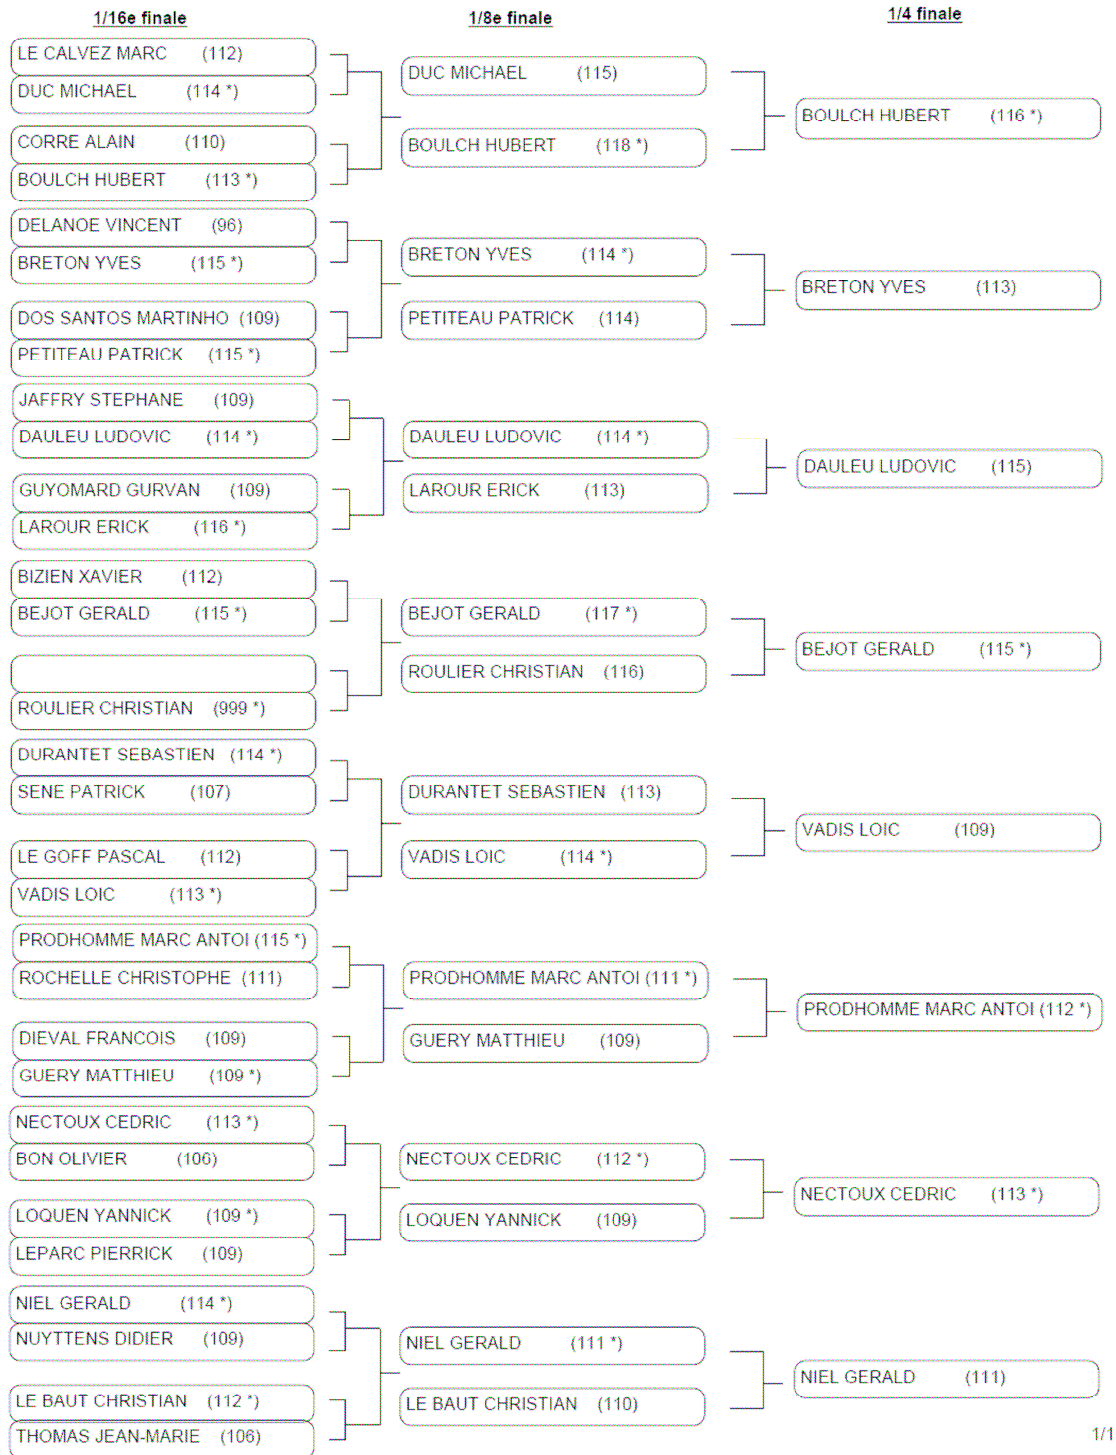 1/16e finale
LE CALVEZ MARC (112)
DUC MICHAEL (114 *)
CORRE ALAIN (110)
BOULCH HUBERT (113 *)
DELANOE VINCENT (96)
BRETON YVES (115 *)
DOS SANTOS MARTINHO (109)
PETITEAU PATRICK (115 *)
JAFFRY STEPHANE (109)
DAULEU LUDOVIC (114 *)
GUYOMARD GURVAN (109)
LAROUR ERICK (116 *)
BIZIEN XAVIER (112)
BEJOT GERALD (115 *)
ROULIER CHRISTIAN (999 *)
DURANTET SEBASTIEN (114 *)
SENE PATRICK (107)
LE GOFF PASCAL (112)
VADIS LOIC (113 *)
PRODHOMME MARC ANTOI (115 *)
ROCHELLE CHRISTOPHE (111)
DIEVAL FRANCOIS (109)
GUERY MATTHIEU (109 *)
NECTOUX CEDRIC (113 *)
BON OLIVIER (106)
LOQUEN YANNICK (109 *)
LEPARC PIERRICK (109)
NIEL GERALD (114 *)
NUYTTENS DIDIER (109)
LE BAUT CHRISTIAN (112 *)
THOMAS JEAN-MARIE (106)
1/8e finale
DUC MICHAEL (115)
BOULCH HUBERT (118 *)
BRETON YVES (114 *)
PETITEAU PATRICK (114)
DAULEU LUDOVIC (114 *)
LAROUR ERICK (113)
BEJOT GERALD (117 *)
ROULIER CHRISTIAN (116)
DURANTET SEBASTIEN (113)
VADIS LOIC (114 *)
PRODHOMME MARC ANTOI (111 *)
GUERY MATTHIEU (109)
NECTOUX CEDRIC (112 *)
LOQUEN YANNICK (109)
NIEL GERALD (111 *)
LE BAUT CHRISTIAN (110)
1/4 finale
BOULCH HUBERT (116 *)
BRETON YVES (113)
DAULEU LUDOVIC (115)
BEJOT GERALD (115 *)
VADIS LOIC (109)
PRODHOMME MARC ANTOI (112 *)
NECTOUX CEDRIC (113 *)
NIEL GERALD (111)
1/1